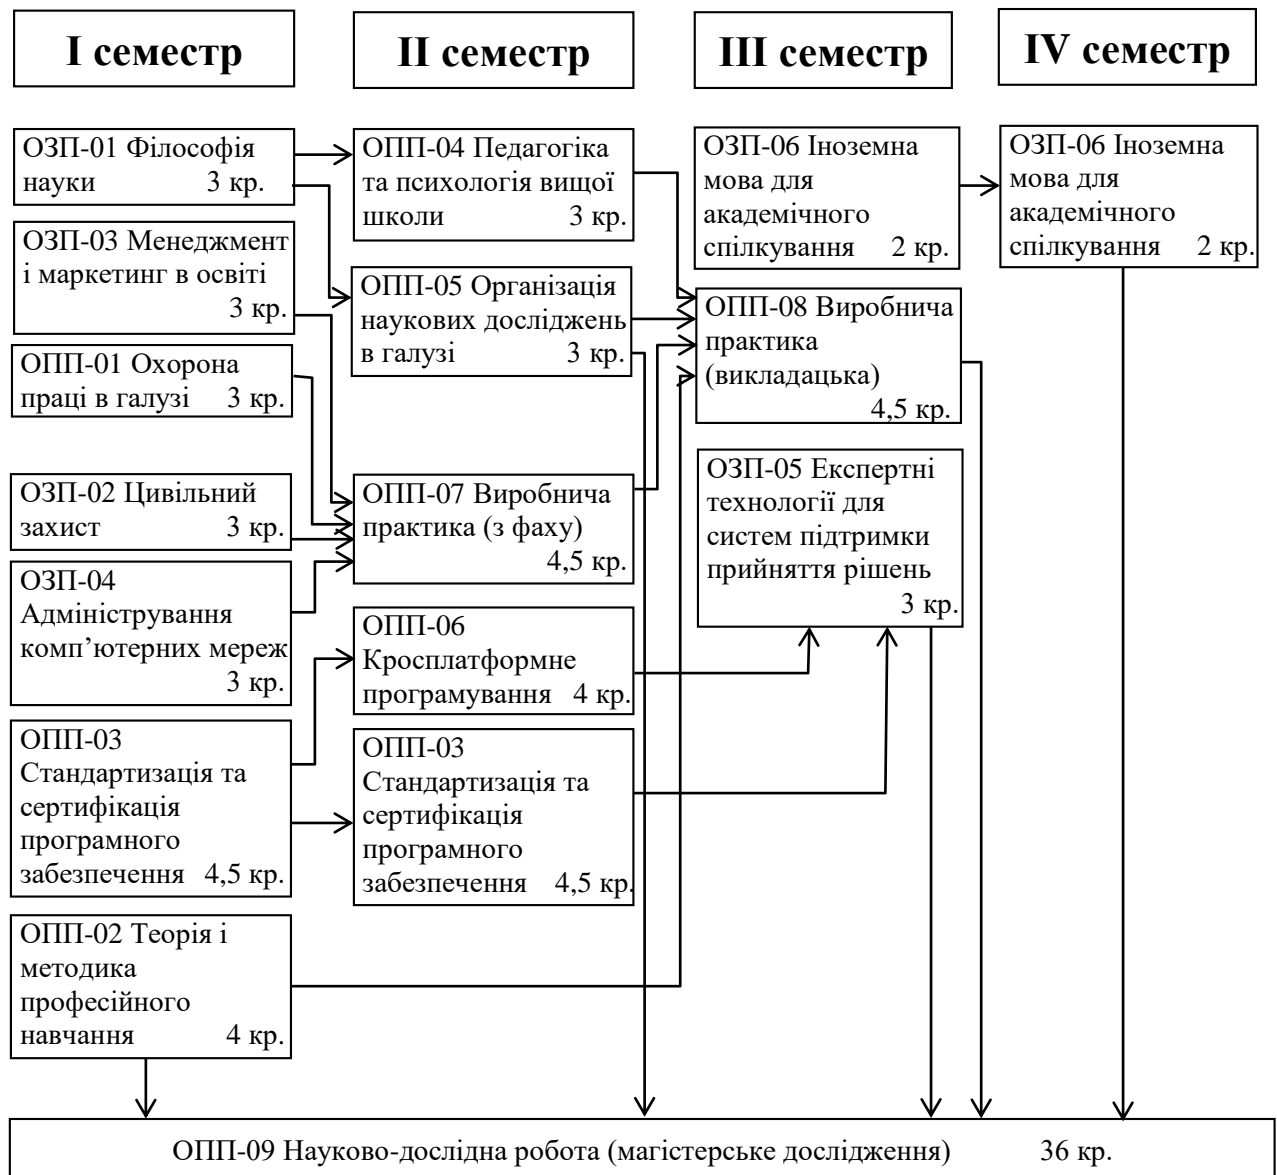 I семестр
II семестр
III семестр
IV семестр
ОЗП-01 Філософія
науки 3 кр.
ОЗП-03 Менеджмент
і маркетинг в освіті
3 кр.
ОПП-01 Охорона
праці в галузі 3 кр.
ОЗП-02 Цивільний
захист 3 кр.
ОЗП-04
Адміністрування
комп’ютерних мереж
3 кр.
ОПП-03
Стандартизація та
сертифікація
програмного
забезпечення 4,5 кр.
ОПП-02 Теорія і
методика
професійного
навчання 4 кр.
ОПП-04 Педагогіка
та психологія вищої
школи 3 кр.
ОПП-05 Організація
наукових досліджень
в галузі 3 кр.
ОПП-07 Виробнича
практика (з фаху)
4,5 кр.
ОПП-06
Кросплатформне
програмування 4 кр.
ОПП-03
Стандартизація та
сертифікація
програмного
забезпечення 4,5 кр.
ОЗП-06 Іноземна
мова для
академічного
спілкування 2 кр.
ОПП-08 Виробнича
практика
(викладацька)
4,5 кр.
ОЗП-05 Експертні
технології для
систем підтримки
прийняття рішень
3 кр.
ОЗП-06 Іноземна
мова для
академічного
спілкування 2 кр.
ОПП-09 Науково-дослідна робота (магістерське дослідження) 36 кр.